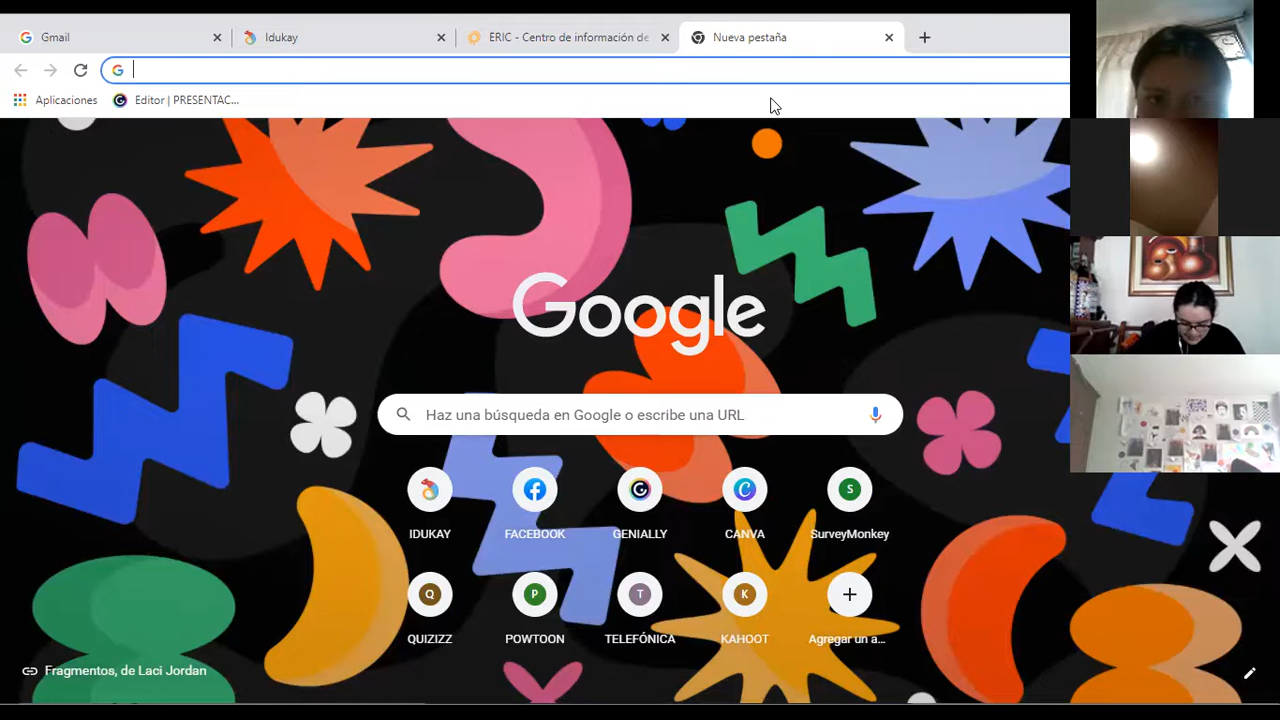 Gmail
Idukay
ERIC - Centro de información de
Nueva pestaña
Aplicaciones
Editor | PRESENTAC...
Google
Haz una búsqueda en Google o escribe una URL
IDUKAY
FACEBOOK
GENIALLY
CANVA
S
SurveyMonkey
Q
QUIZIZZ
P
POWTOON
T
TELEFÓNICA
K
KAHOOT
Agregar un a...
Fragmentos, de Laci Jordan